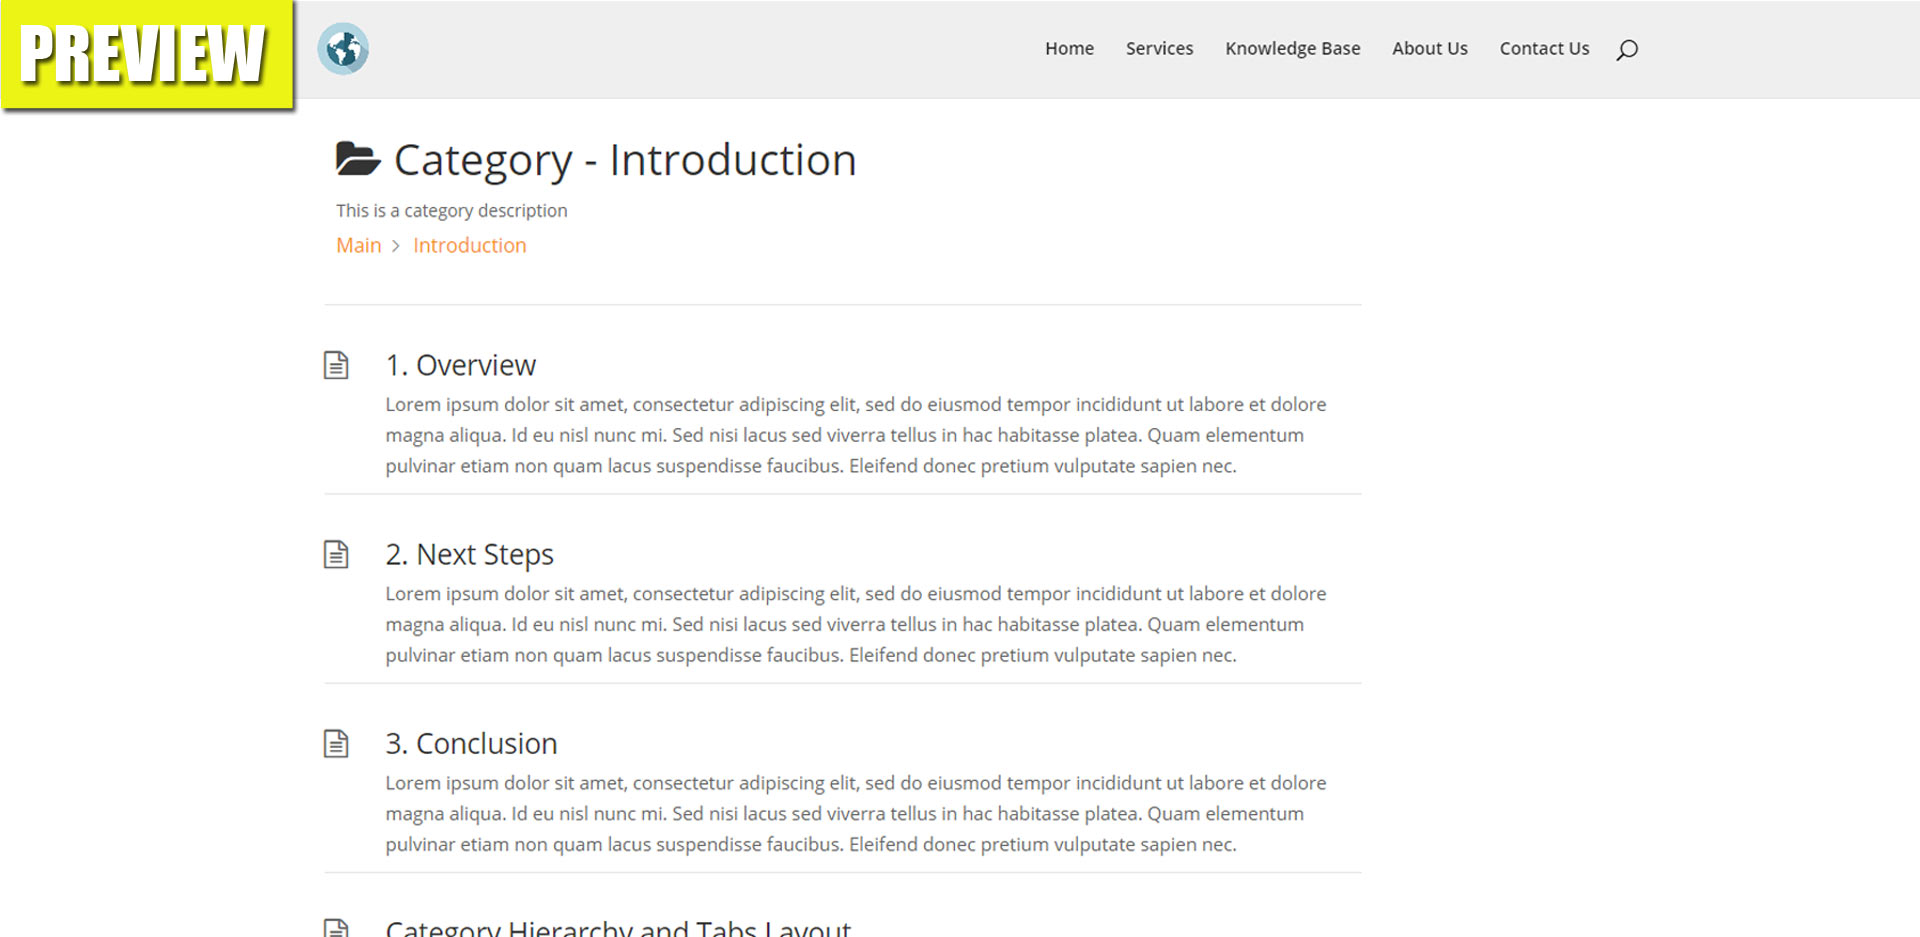 PREVIEW
Home Services Knowledge Base About Us Contact Us
Category - Introduction
This is a category description
Main > Introduction
1. Overview
Lorem ipsum dolor sit amet, consectetur adipiscing elit, sed do eiusmod tempor incididunt ut labore et dolore
magna aliqua. Id eu nisl nunc mi. Sed nisi lacus sed viverra tellus in hac habitasse platea. Quam elementum
pulvinar etiam non quam lacus suspendisse faucibus. Eleifend donec pretium vulputate sapien nec.
2. Next Steps
Lorem ipsum dolor sit amet, consectetur adipiscing elit, sed do eiusmod tempor incididunt ut labore et dolore
magna aliqua. Id eu nisl nunc mi. Sed nisi lacus sed viverra tellus in hac habitasse platea. Quam elementum
pulvinar etiam non quam lacus suspendisse faucibus. Eleifend donec pretium vulputate sapien nec.
3. Conclusion
Lorem ipsum dolor sit amet, consectetur adipiscing elit, sed do eiusmod tempor incididunt ut labore et dolore
magna aliqua. Id eu nisl nunc mi. Sed nisi lacus sed viverra tellus in hac habitasse platea. Quam elementum
pulvinar etiam non quam lacus suspendisse faucibus. Eleifend donec pretium vulputate sapien nec.
Category Hierarchy and Tabs Layout